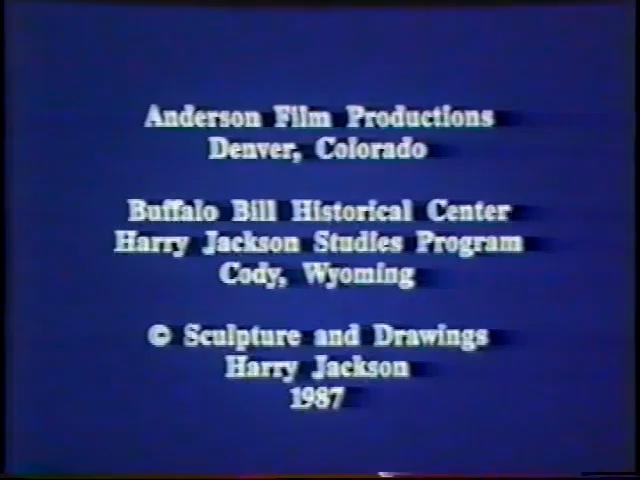 Anderson Film Productions
Denver, Colorado
Buffalo Bill Historical Center
Harry Jackson Studies Program
Cody, Wyoming
© Sculpture and Drawings
Harry Jackson
1987